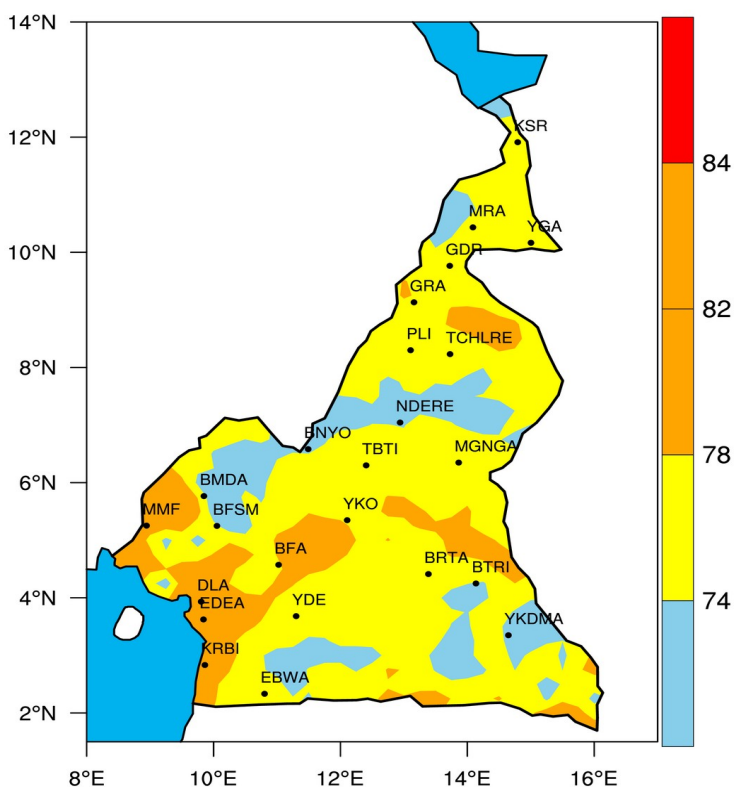 14°N
12°N
10°N
8°N
6°N
4°N
2°N
8°E
10°E
12°E
14°E
16°E
KSR
MRA
YGA
GDR
GRA
PLI
TCHLRE
NDERE
BNYO
TBTI
MGNGA
BMDA
YKO
MMF
BFSM
BFA
BRTA
BTRI
DLA
EDEA
YDE
YKDMA
KRBI
EBWA
84
82
78
74